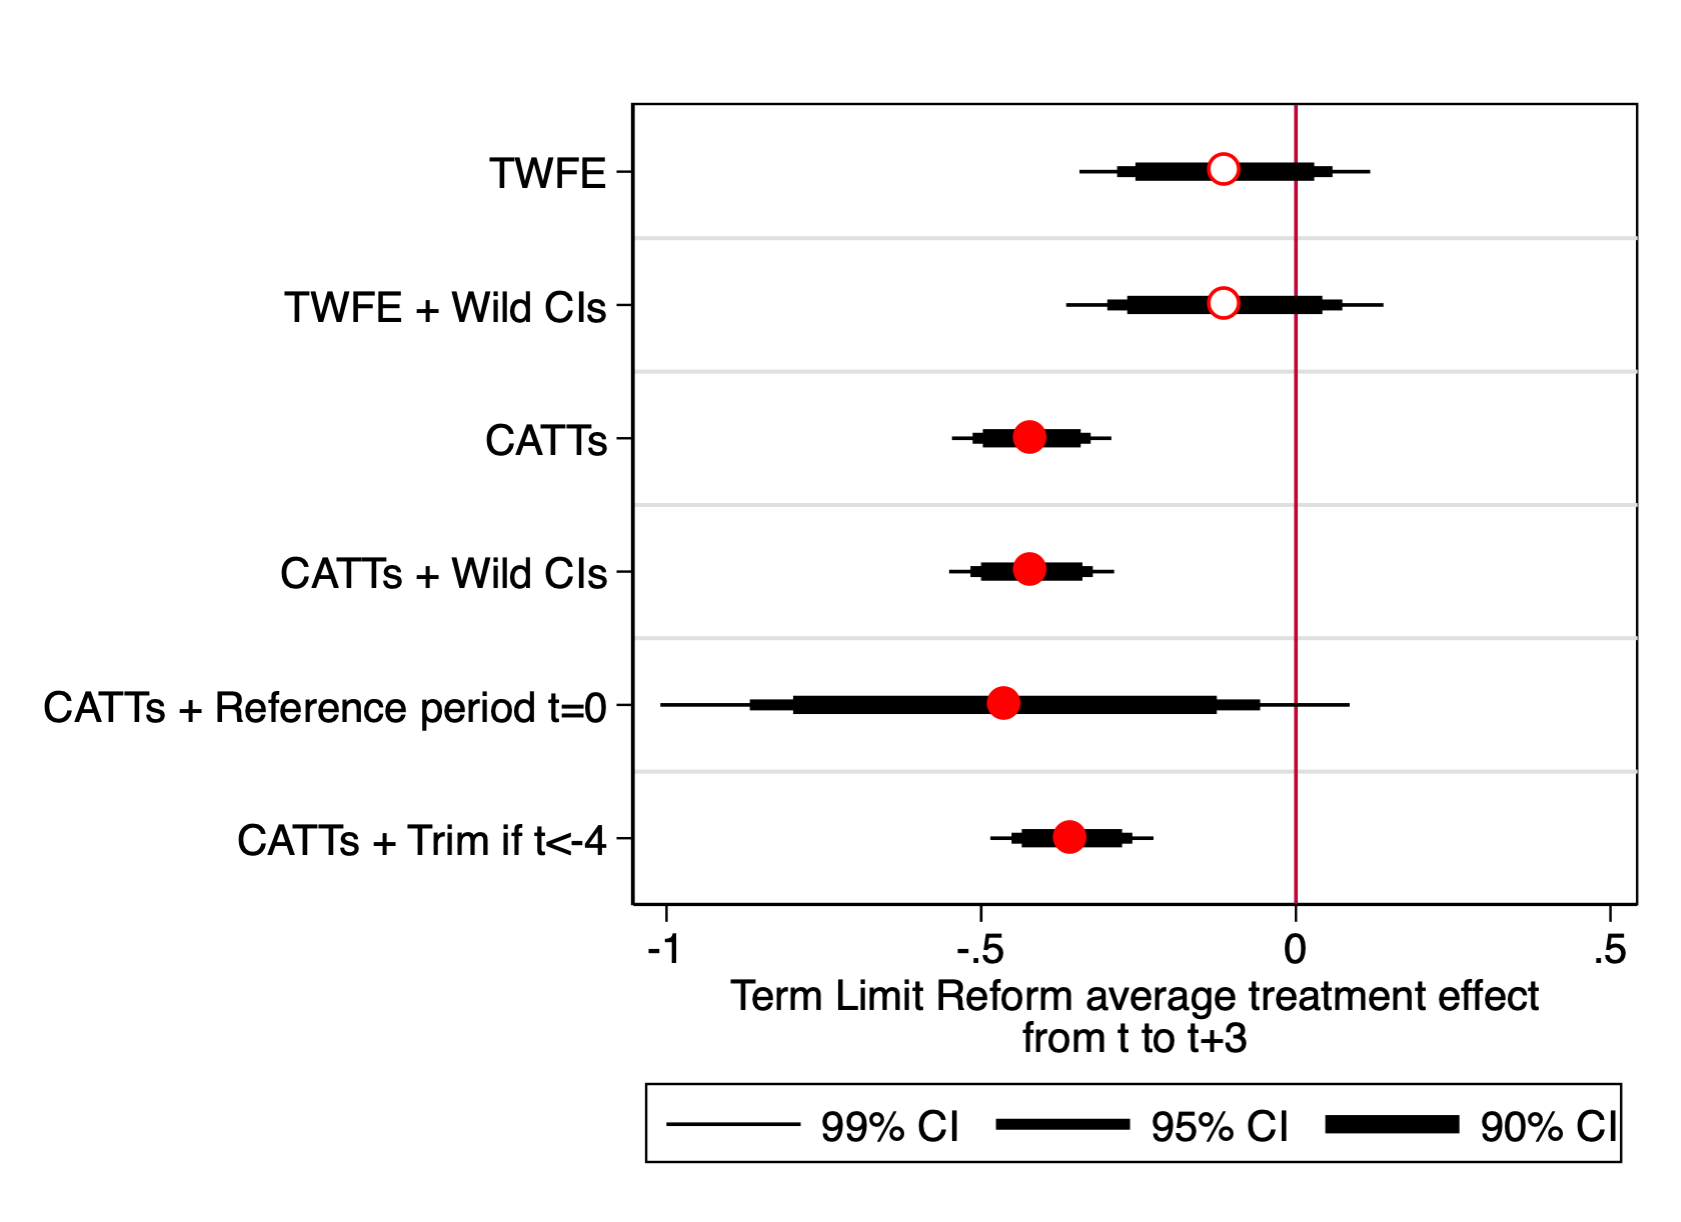 TWFE
TWFE + Wild CIs
CATTs
CATTs + Wild CIs
CATTs + Reference period t=0
CATTs + Trim if t<-4
-1 -.5 0 .5
Term Limit Reform average treatment effect
from t to t+3
99% CI 95% CI 90% CI